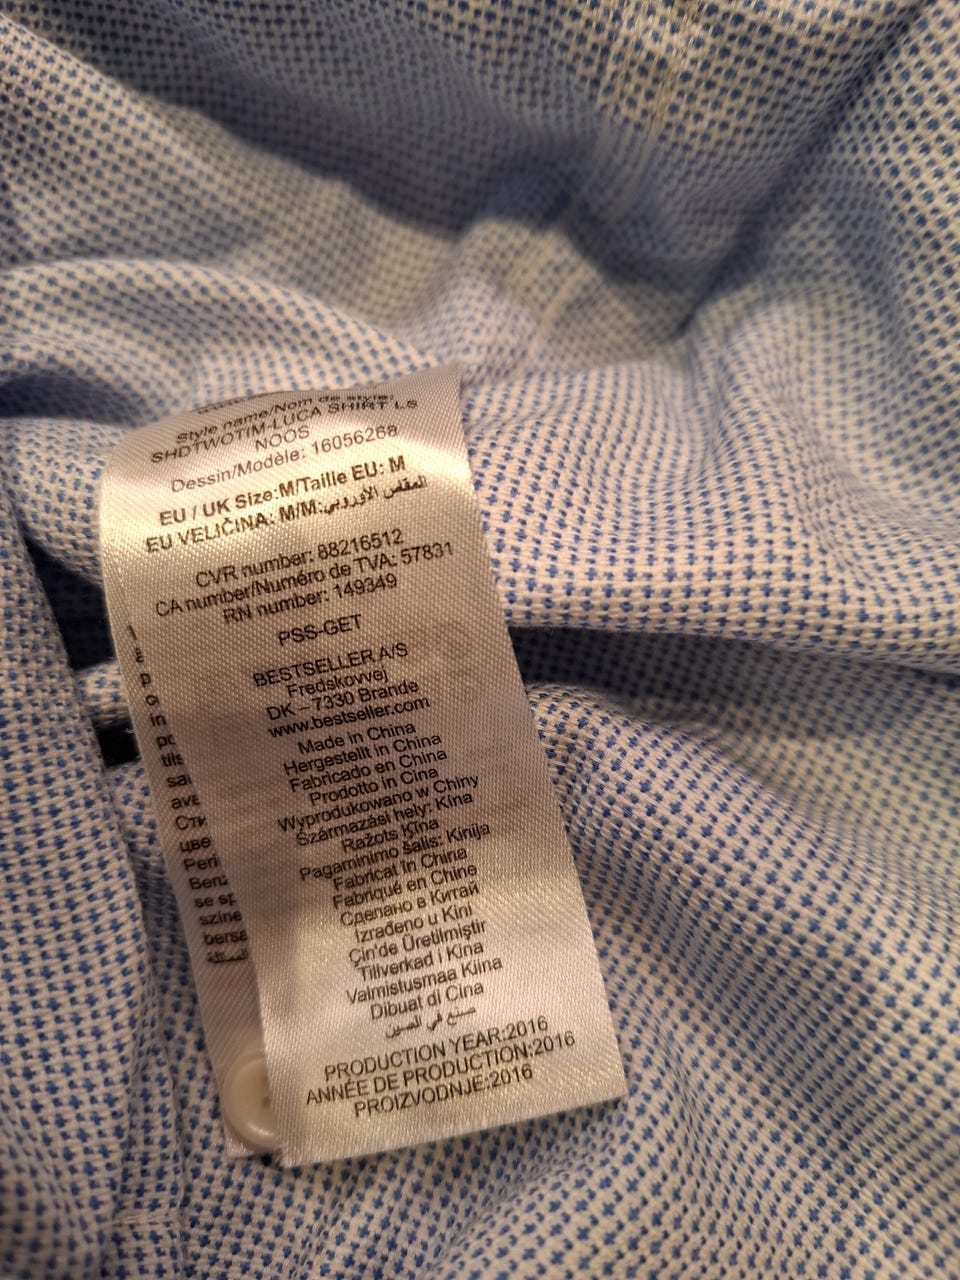 Style name/Nom de style:
SHDTWOTIM-LUCA SHIRT LS
NOOS
Dessin/Modèle: 16056268
EU / UK Size:M/Taille EU: M
EU VELIČINA: M/M:المقاس الأوروبي
CVR number: 88216512
CA number/Numéro de TVA: 57831
RN number: 149349
PSS-GET
BESTSELLER A/S
Fredskovvej
DK – 7330 Brande
www.bestseller.com
Made in China
Hergestellt in China
Fabricado en China
Prodotto in Cina
Wyprodukowano w Chiny
Származási hely: Kína
Ražots Ķīna
Pagaminimo šalis: Kinija
Fabricat în China
Fabriqué en Chine
Сделано в Китай
Izrađeno u Kini
Çin'de Üretilmiştir
Tillverkad i Kina
Valmistusmaa Kiina
Dibuat di Cina
صنع في الصين
PRODUCTION YEAR:2016
ANNÉE DE PRODUCTION:2016
PROIZVODNJE:2016